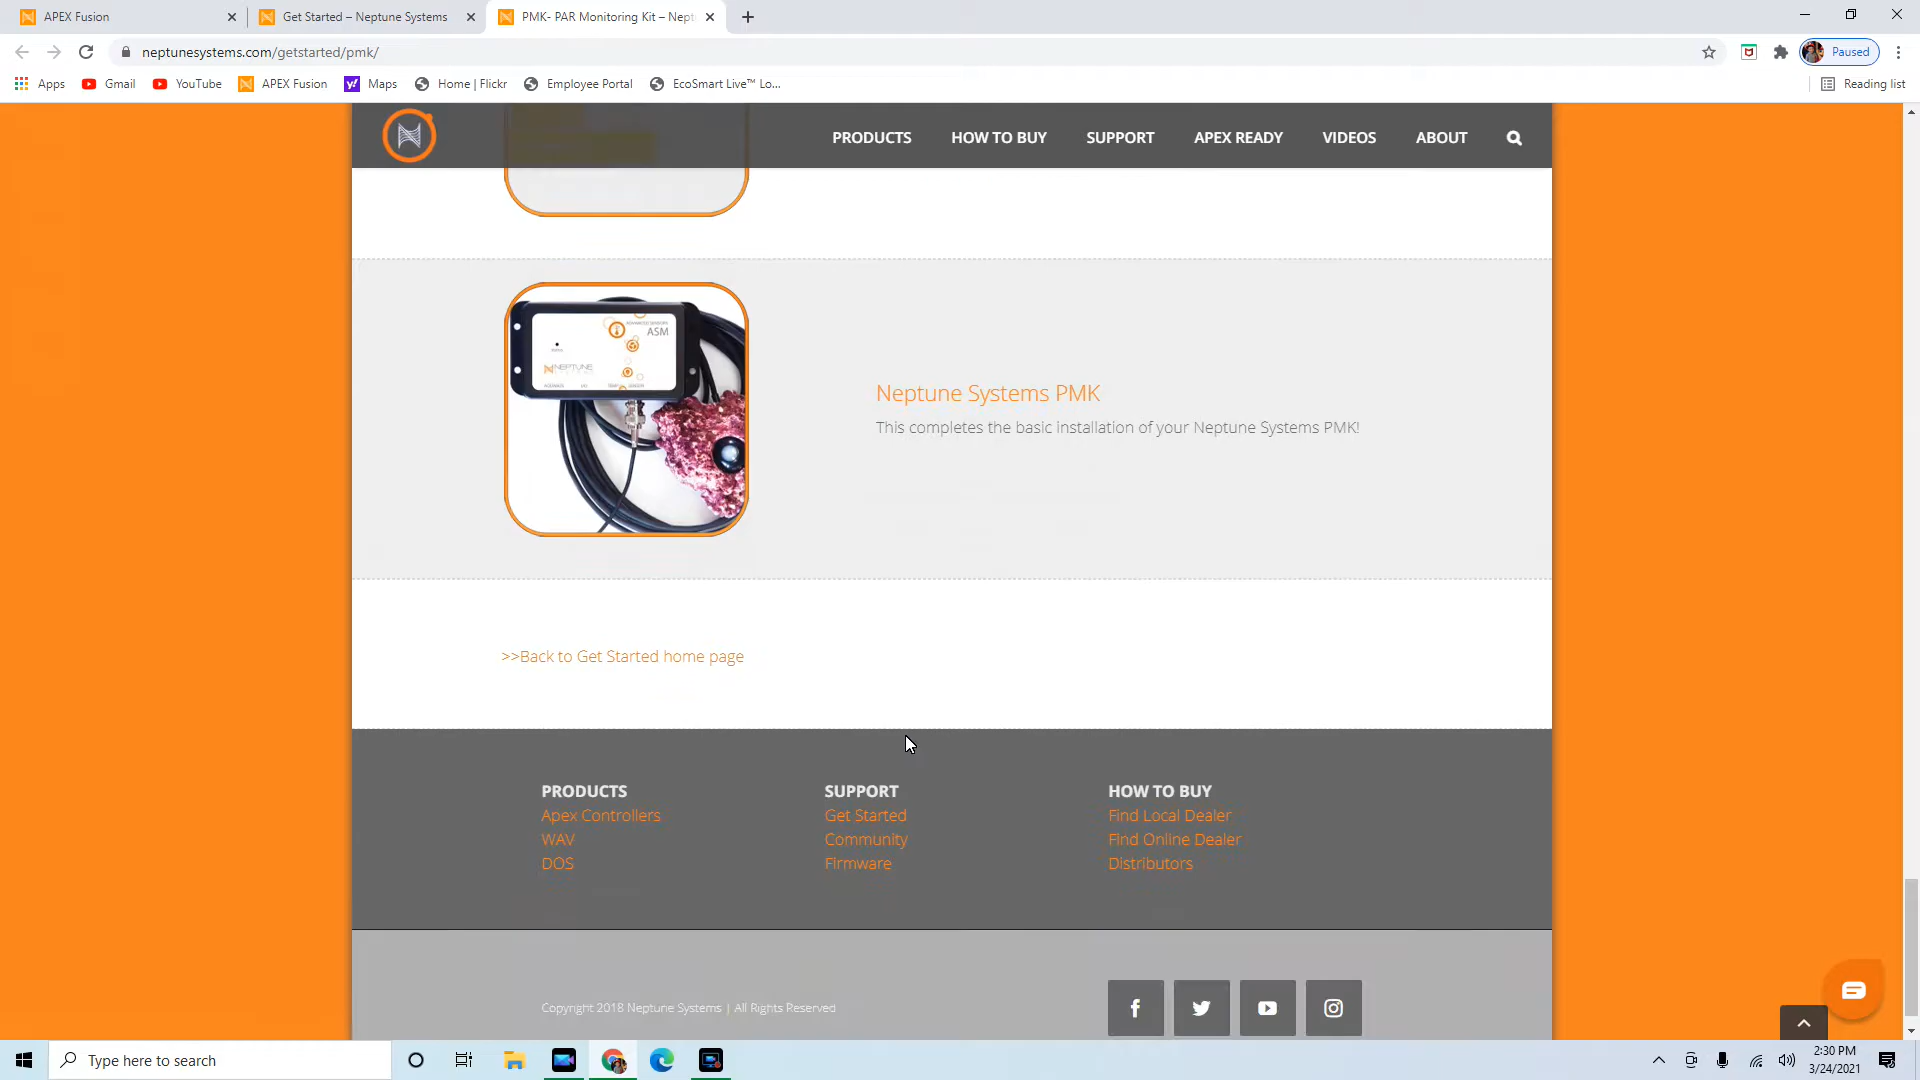 APEX Fusion
Get Started – Neptune Systems
PMK- PAR Monitoring Kit – Nept
neptunesystems.com/getstarted/pmk/
Paused
Apps
Gmail
YouTube
APEX Fusion
Maps
Home | Flickr
Employee Portal
EcoSmart Live™ Lo...
Reading list
PRODUCTS
HOW TO BUY
SUPPORT
APEX READY
VIDEOS
ABOUT
ASM
NEPTUNE
Neptune Systems PMK
This completes the basic installation of your Neptune Systems PMK!
>>Back to Get Started home page
PRODUCTS
Apex Controllers
WAV
DOS
SUPPORT
Get Started
Community
Firmware
HOW TO BUY
Find Local Dealer
Find Online Dealer
Distributors
Copyright 2018 Neptune Systems | All Rights Reserved
Type here to search
2:30 PM
3/24/2021